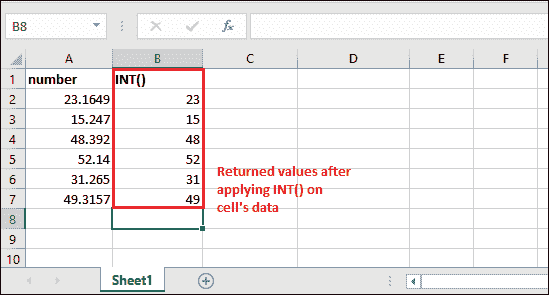 B8 fx
A B C D E F
1 number INT()
2 23.1649 23
3 15.247 15
4 48.392 48
5 52.14 52
6 31.265 31
7 49.3157 49
Returned values after
applying INT() on
cell's data
8
9
10
Sheet1